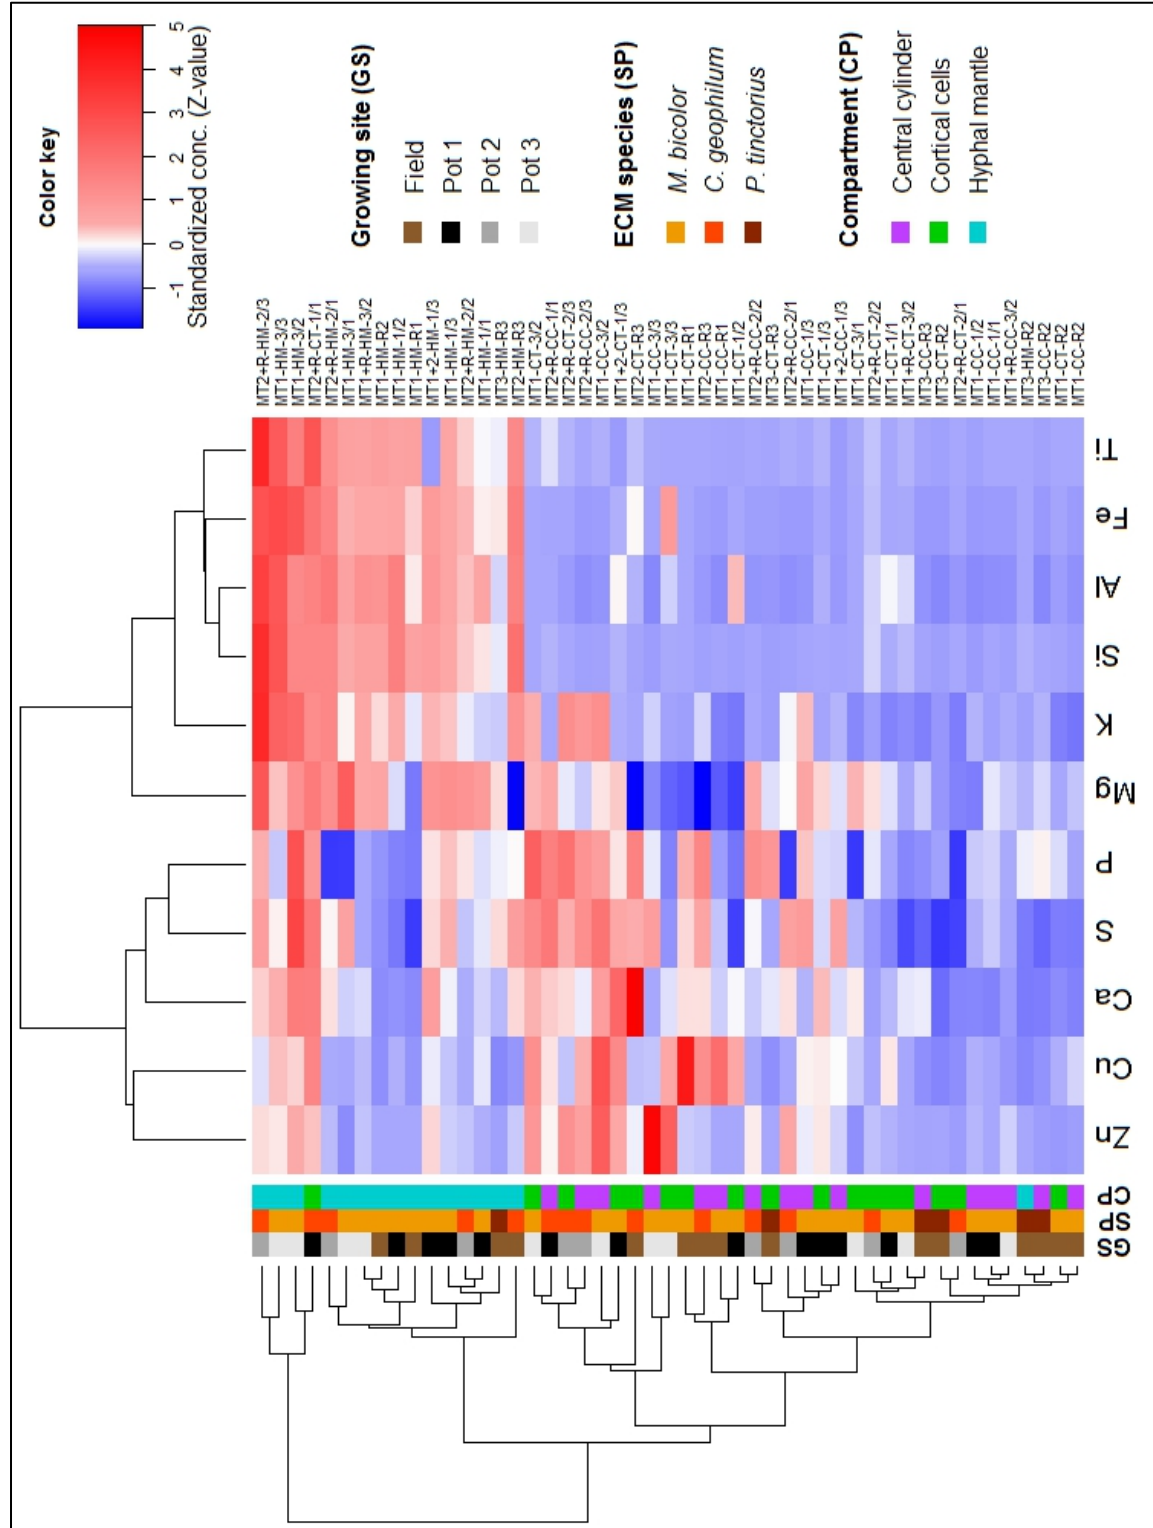 Color key
5
4
3
2
1
0
-1
Standardized conc. (Z-value)
Growing site (GS)
Field
Pot 1
Pot 2
Pot 3
ECM species (SP)
M. bicolor
C. geophilum
P. tinctorius
Compartment (CP)
Central cylinder
Cortical cells
Hyphal mantle
MT2+R-HM-2/3
MT1-HM-3/3
MT1-HM-3/2
MT2+R-CT-1/1
MT2+R-HM-2/1
MT1-HM-3/1
MT1+R-HM-3/2
MT1-HM-R2
MT1-HM-1/2
MT1-HM-R1
MT1+2-HM-1/3
MT1-HM-1/3
MT2+R-HM-2/2
MT1-HM-1/1
MT3-HM-R3
MT2-HM-R3
MT1-CT-3/2
MT2+R-CC-1/1
MT2+R-CT-2/3
MT2+R-CC-2/3
MT1-CC-3/2
MT1+2-CT-1/3
MT2-CT-R3
MT1-CC-3/3
MT1-CT-3/3
MT1-CT-R1
MT2-CC-R3
MT1-CC-R1
MT1-CT-1/2
MT2+R-CC-2/2
MT3-CT-R3
MT2+R-CC-2/1
MT1-CC-1/3
MT1-CT-1/3
MT1+2-CC-1/3
MT1-CT-3/1
MT2+R-CT-2/2
MT1-CT-1/1
MT1+R-CT-3/2
MT3-CC-R3
MT3-CT-R2
MT2+R-CT-2/1
MT1-CC-1/2
MT1-CC-1/1
MT1+R-CC-3/2
MT3-HM-R2
MT3-CC-R2
MT1-CT-R2
MT1-CC-R2
Ti
Fe
Al
Si
K
Mg
P
S
Ca
Cu
Zn
CP
SP
GS